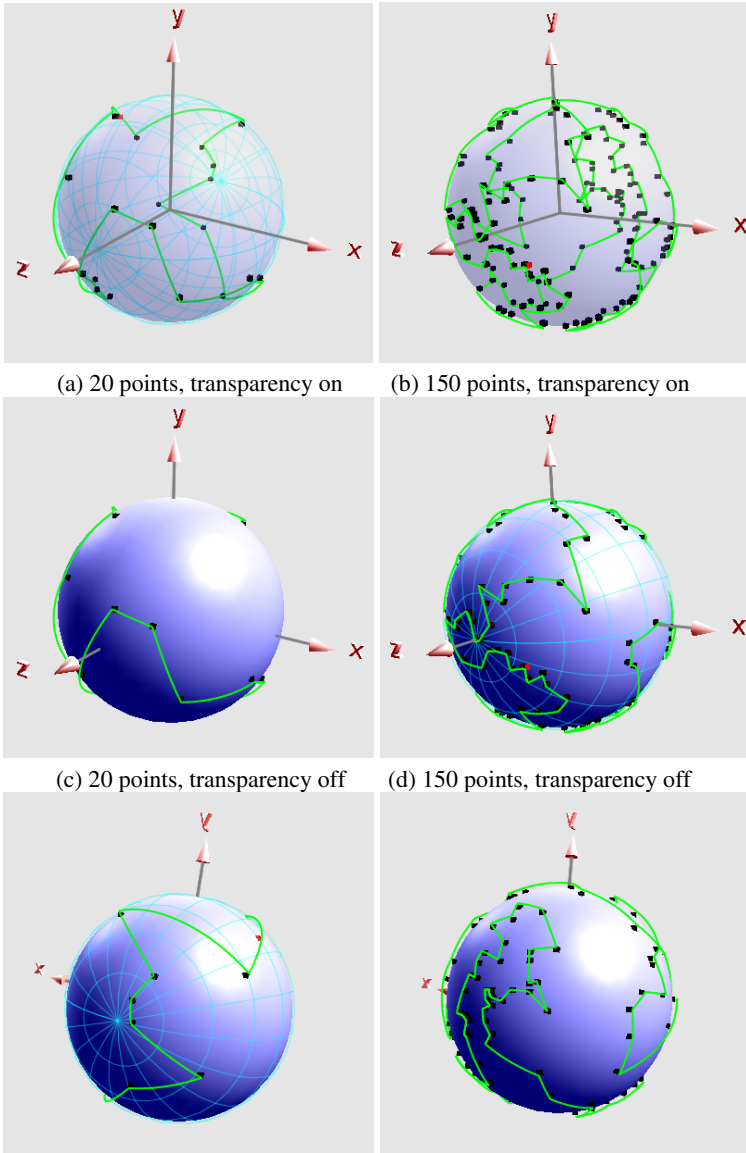 y
y
x
x
z
z
(a) 20 points, transparency on
(b) 150 points, transparency on
y
y
x
x
z
z
(c) 20 points, transparency off
(d) 150 points, transparency off
y
y
x
x